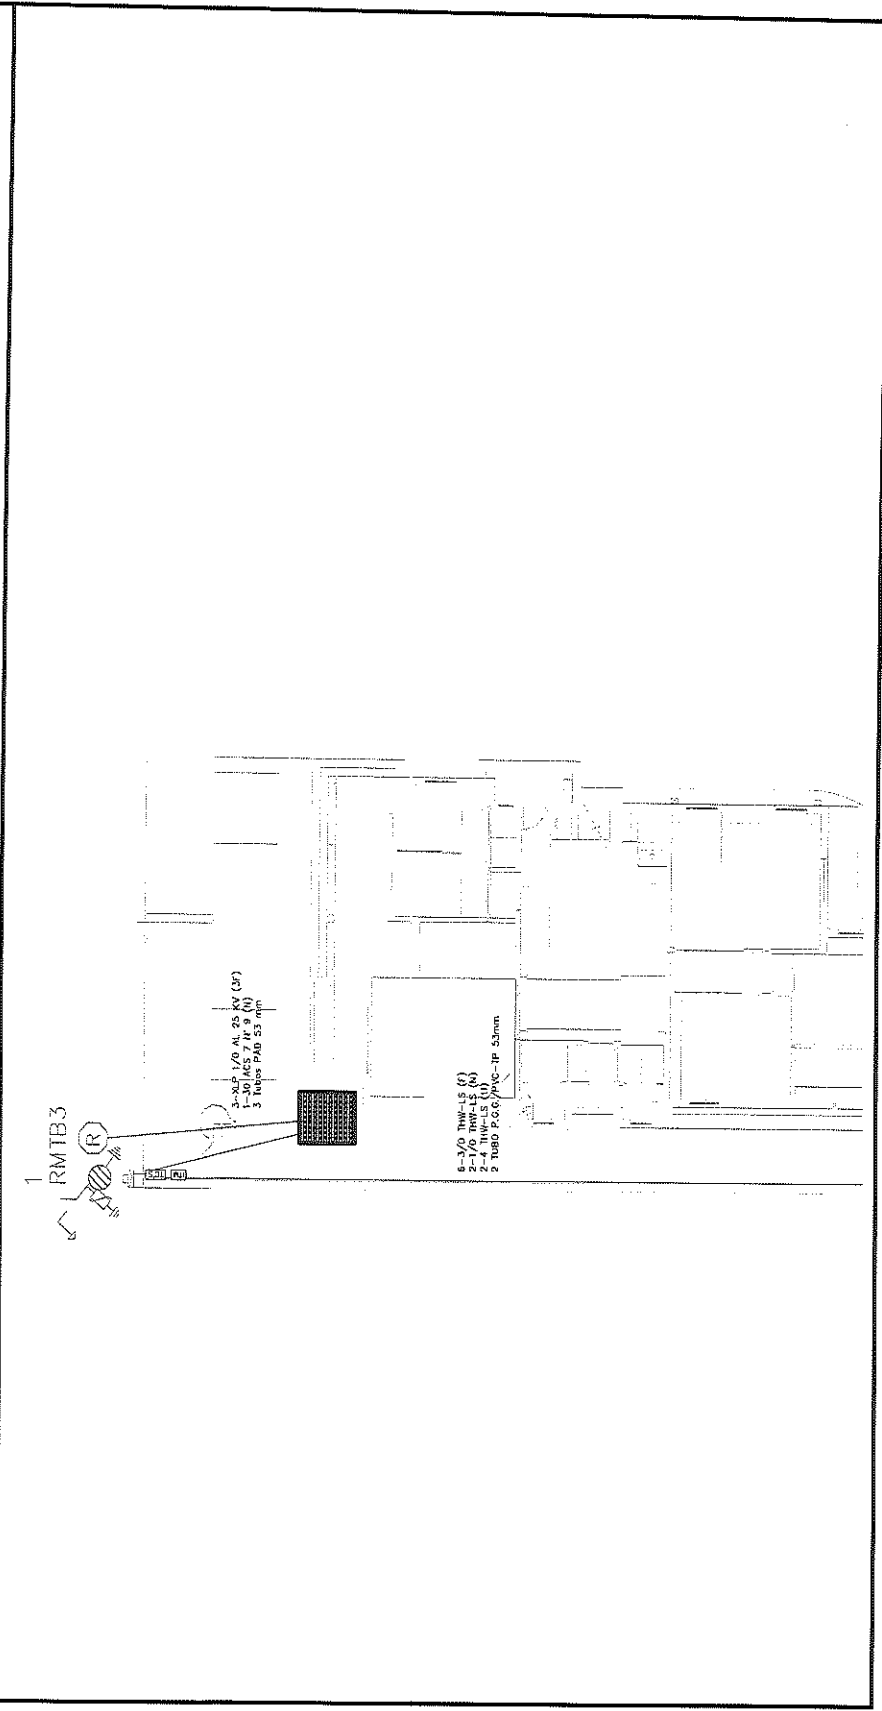 1
RMTB3
R
3-XLP 1/0 AL 25 KV (3F)
1-30 ACS 7 Nº 9 (N)
3 Tubos PAD 53 mm
6-3/0 THW-LS (F)
2-1/0 THW-LS (N)
2-4 THW-LS
2 TUBO P.G.G./PVC-TP 53mm